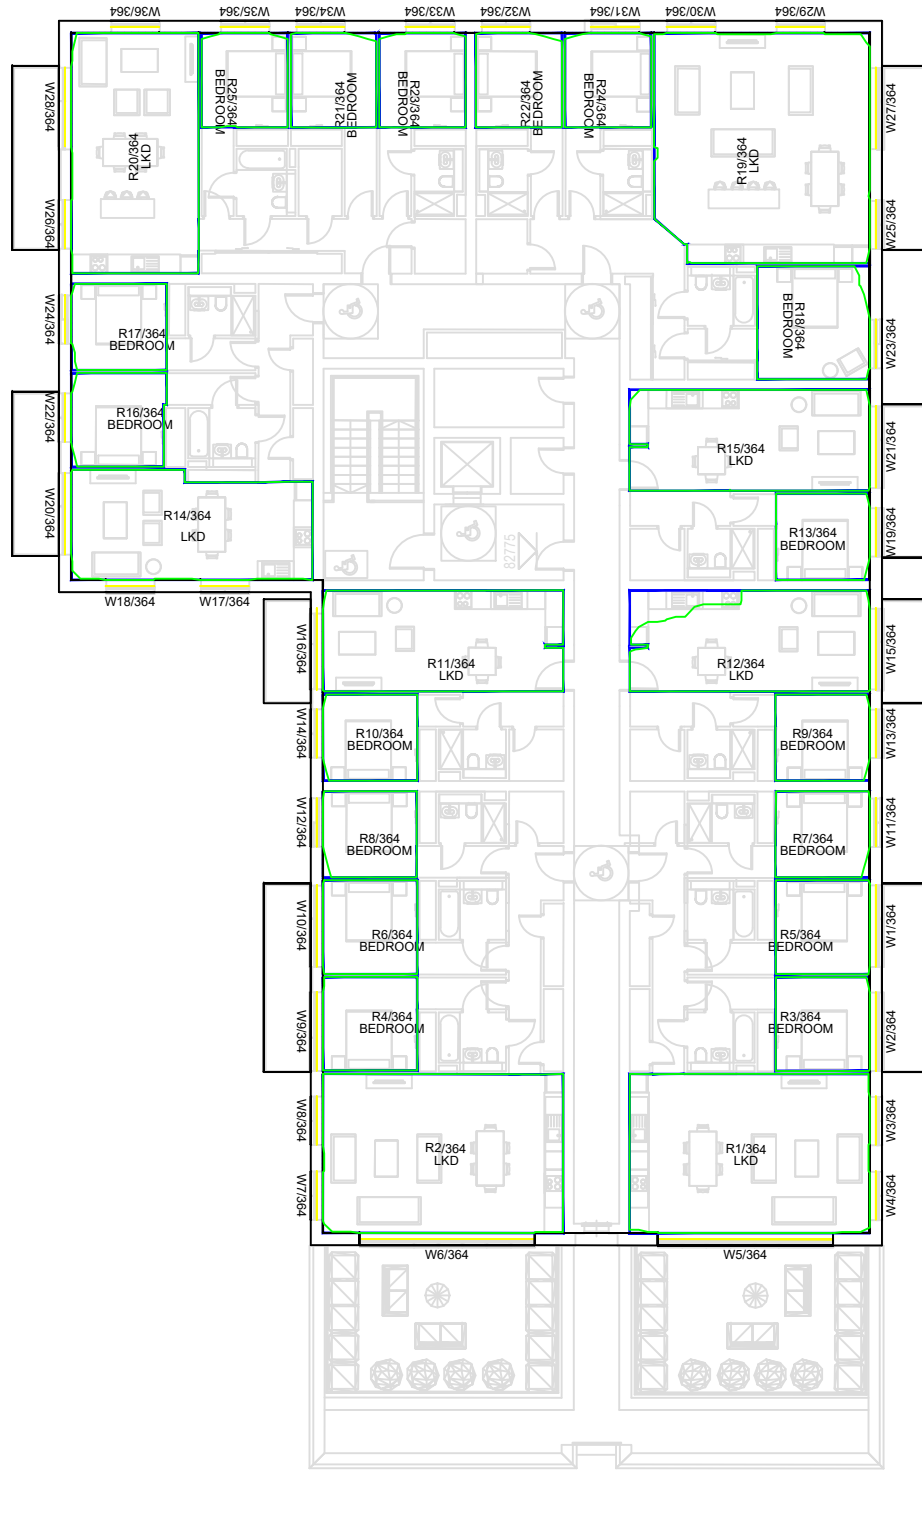 W36/364
W35/364
W34/364
W33/364
W32/364
W31/364
W30/364
W29/364
W28/364
R20/364
LKD
R25/364
BEDROOM
R21/364
BEDROOM
R23/364
BEDROOM
R22/364
BEDROOM
R24/364
BEDROOM
R19/364
LKD
W27/364
W26/364
W25/364
W24/364
R17/364
BEDROOM
R18/364
BEDROOM
W23/364
W22/364
R16/364
BEDROOM
R15/364
LKD
W21/364
W20/364
R14/364
LKD
82775
R13/364
BEDROOM
W19/364
W18/364
W17/364
W16/364
R11/364
LKD
R12/364
LKD
W15/364
W14/364
R10/364
BEDROOM
R9/364
BEDROOM
W13/364
W12/364
R8/364
BEDROOM
R7/364
BEDROOM
W11/364
W10/364
R6/364
BEDROOM
R5/364
BEDROOM
W1/364
W9/364
R4/364
BEDROOM
R3/364
BEDROOM
W2/364
W8/364
R2/364
LKD
R1/364
LKD
W3/364
W7/364
W4/364
W6/364
W5/364